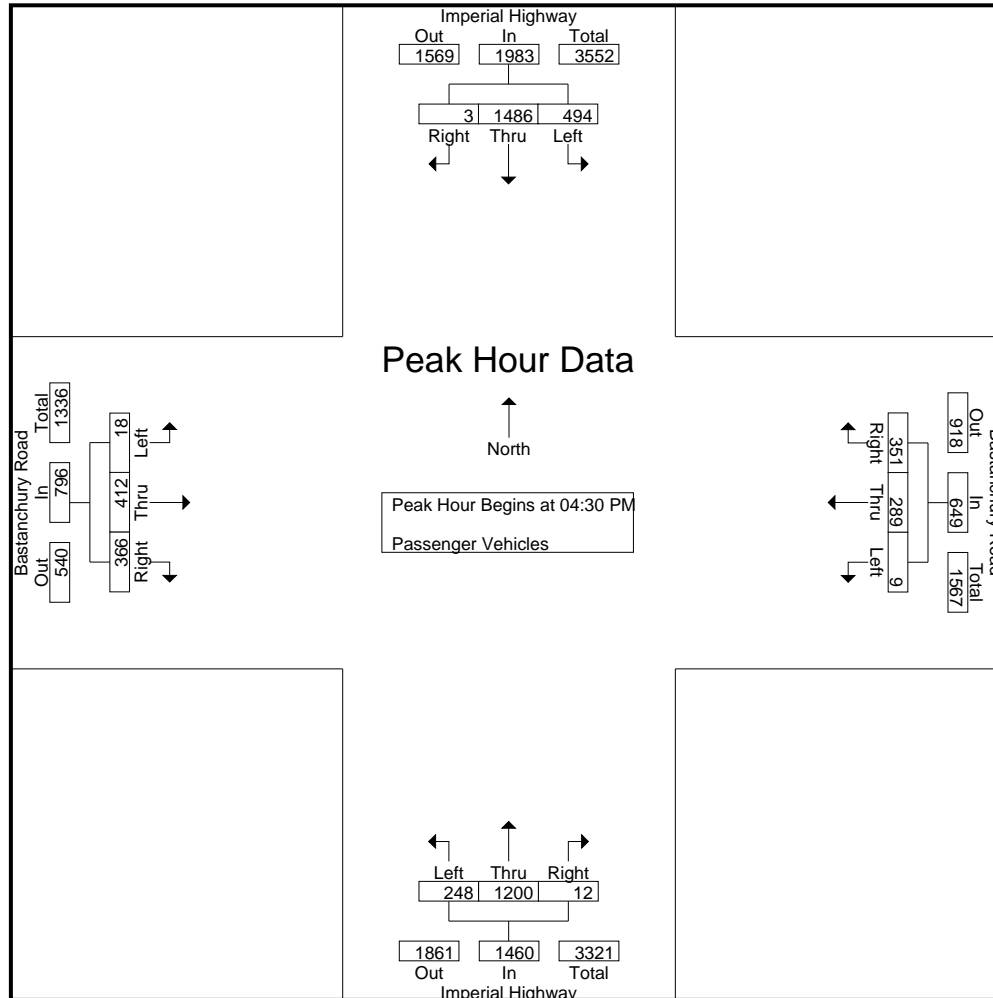 Imperial Highway
Out In Total
1569 1983 3552
3 1486 494
Right Thru Left
Peak Hour Data
North
Peak Hour Begins at 04:30 PM
Passenger Vehicles
Bastanchury Road
Total In Out
1336 796 540
18 412 366
Left Thru Right
Right Thru Left
351 289 9
918 649 1567
Out In Total
Bastanchury Road
Left Thru Right
248 1200 12
1861 1460 3321
Out In Total
Imperial Highway